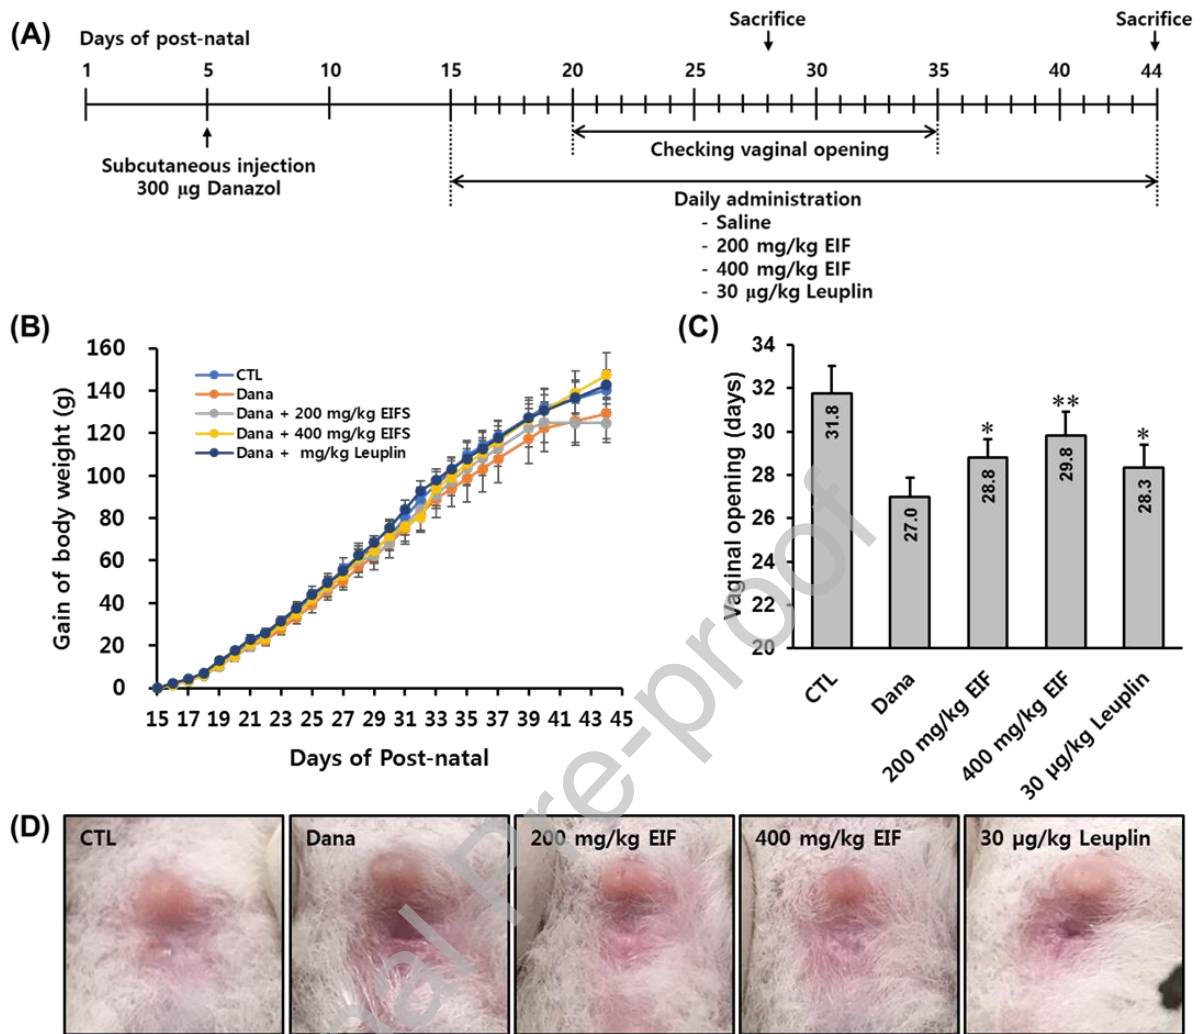 (A)
Days of post-natal
Sacrifice
Sacrifice
1 5 10 15 20 25 30 35 40 44
Subcutaneous injection
300 μg Danazol
Checking vaginal opening
Daily administration
- Saline
- 200 mg/kg EIF
- 400 mg/kg EIF
- 30 μg/kg Leuplin
(B)
Gain of body weight (g)
160
140
120
100
80
60
40
20
0
CTL
Dana
Dana + 200 mg/kg EIFS
Dana + 400 mg/kg EIFS
Dana + mg/kg Leuplin
15 17 19 21 23 25 27 29 31 33 35 37 39 41 43 45
Days of Post-natal
(C)
Vaginal opening (days)
34
32
30
28
26
24
22
20
31.8
27.0
*
28.8
**
29.8
*
28.3
CTL
Dana
200 mg/kg EIF
400 mg/kg EIF
30 μg/kg Leuplin
(D)
CTL
Dana
200 mg/kg EIF
400 mg/kg EIF
30 μg/kg Leuplin
al Pre-proof